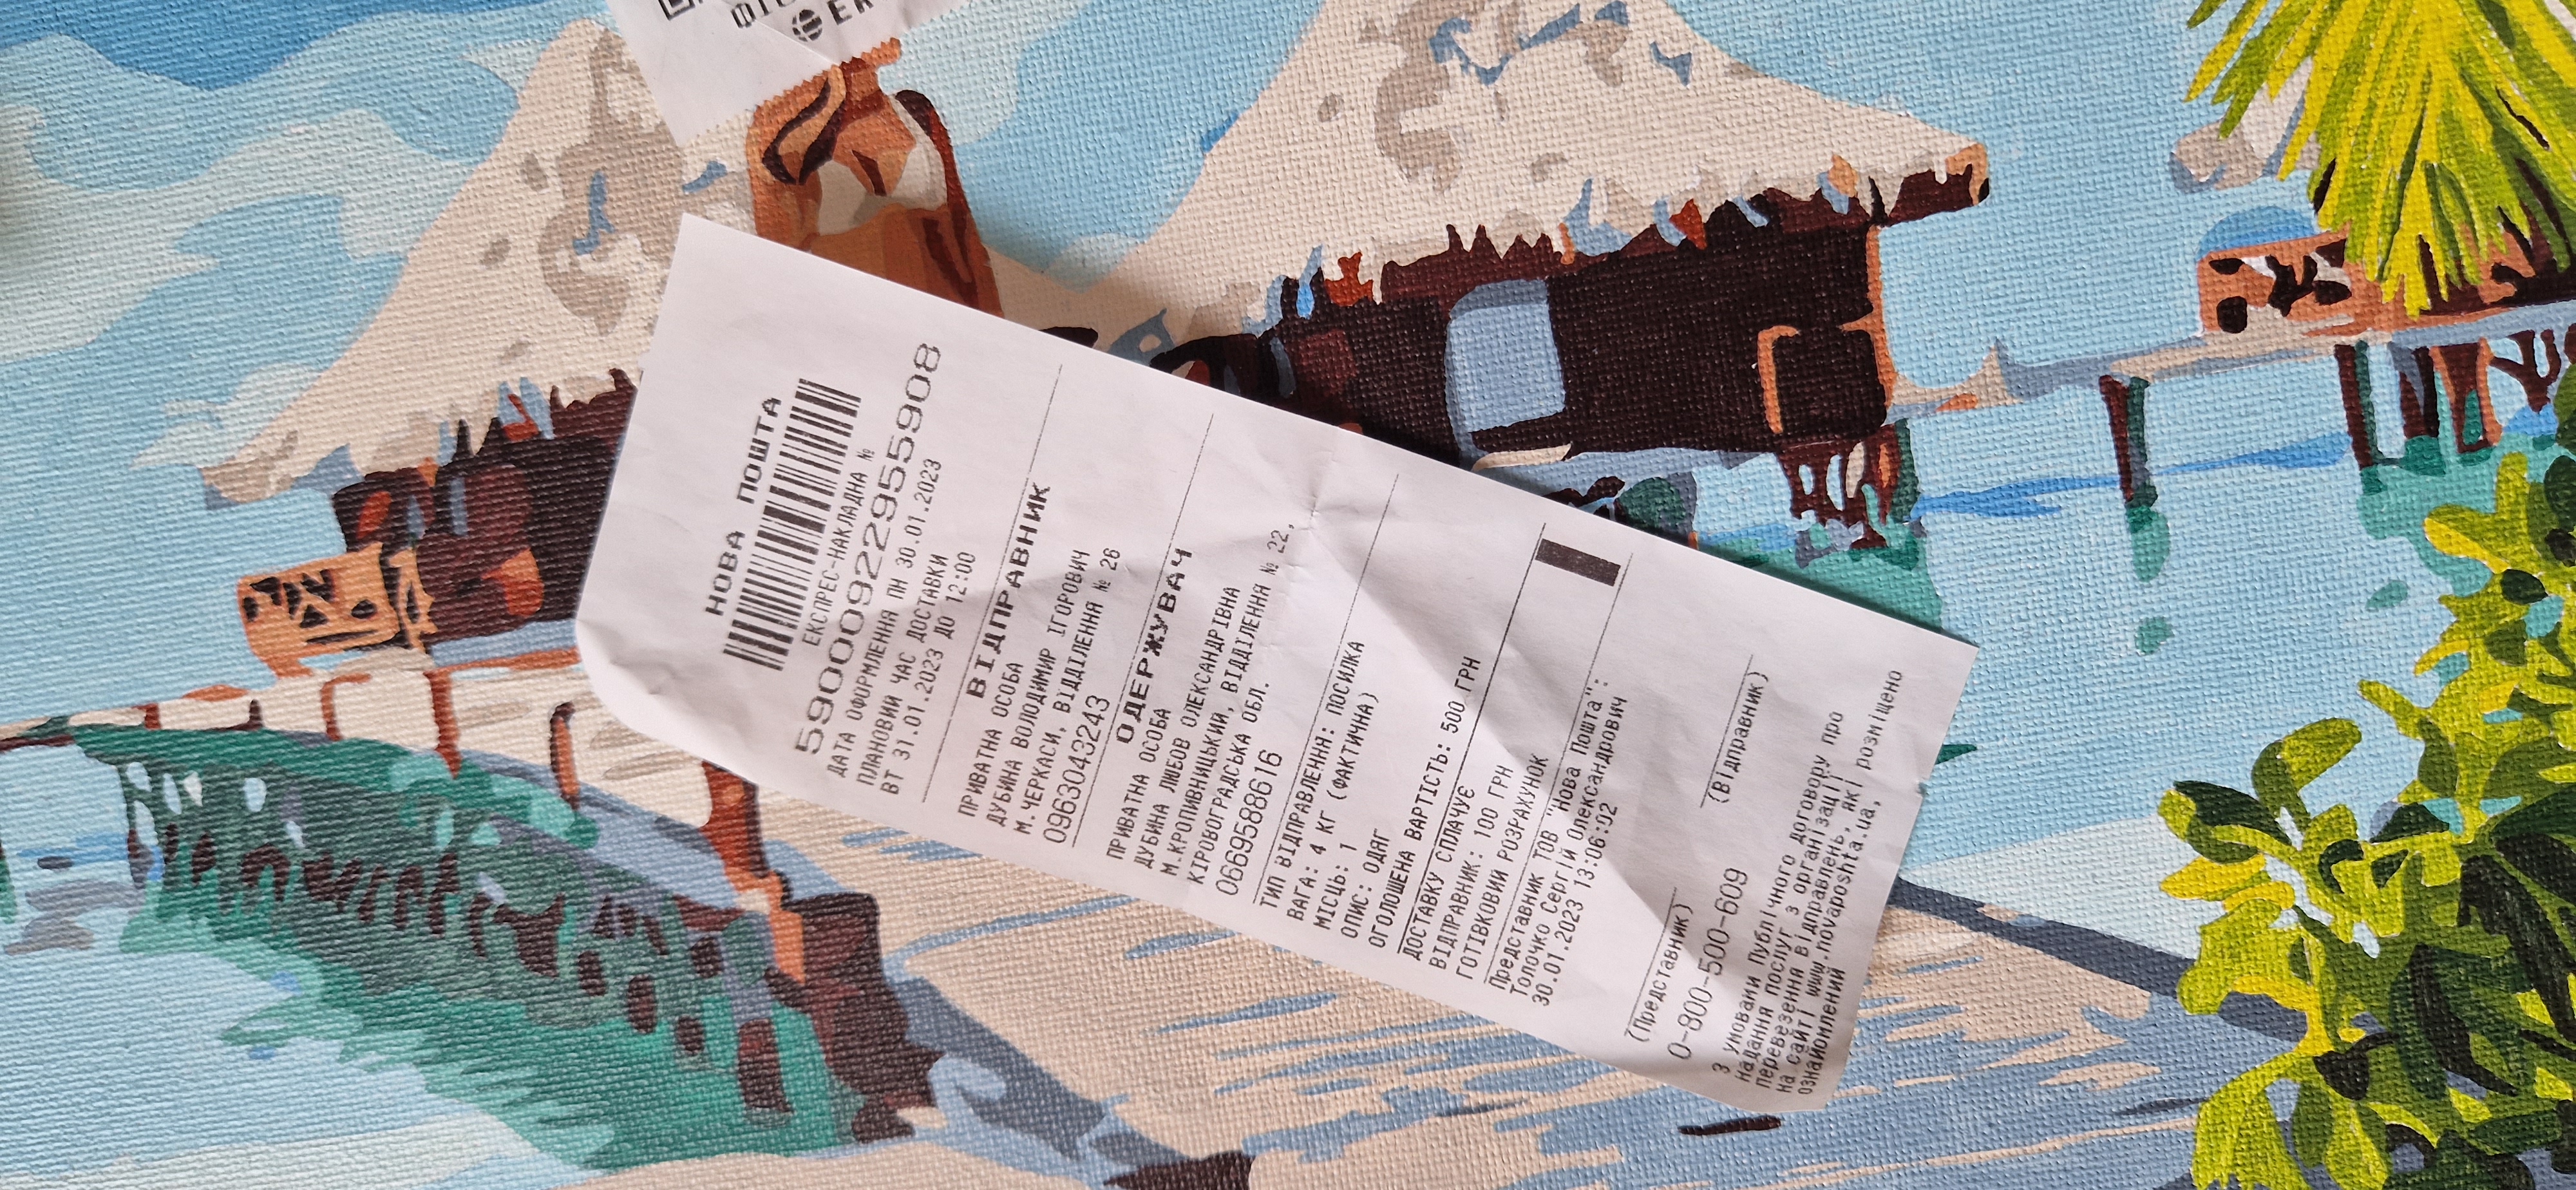 ФІС
ЕК
НОВА ПОШТА
ЕКСПРЕС-НАКЛАДНА №
59000922955908
ДАТА ОФОРМЛЕННЯ ПН 30.01.2023
ПЛАНОВИЙ ЧАС ДОСТАВКИ
ВТ 31.01.2023 ДО 12:00
ВІДПРАВНИК
ПРИВАТНА ОСОБА
ДУБИНА ВОЛОДИМИР ІГОРОВИЧ
М. ЧЕРКАСИ, ВІДДІЛЕННЯ № 26
0963043243
ОДЕРЖУВАЧ
ПРИВАТНА ОСОБА
ДУБИНА ЛЮБОВ ОЛЕКСАНДРІВНА
М.КРОПИВНИЦЬКИЙ, ВІДДІЛЕННЯ № 22,
КІРОВОГРАДСЬКА ОБЛ.
0669588616
ТИП ВІДПРАВЛЕННЯ: ПОСИЛКА
ВАГА: 4 КГ (ФАКТИЧНА)
МІСЦЬ: 1
ОПИС: ОДЯГ
ОГОЛОШЕНА ВАРТІСТЬ: 500 ГРН
ДОСТАВКУ СПЛАЧУЄ
ВІДПРАВНИК: 100 ГРН
ГОТІВКОВИЙ РОЗРАХУНОК
Представник ТОВ "Нова Пошта":
Толочко Сергій Олександрович
30.01.2023 13:06:02
(Представник) (Відправник)
0-800-500-609
З умовами Публічного договору про
надання послуг з організації
перевезення відправлень, які розміщено
на сайті www.novaposhta.ua,
ознайомлений